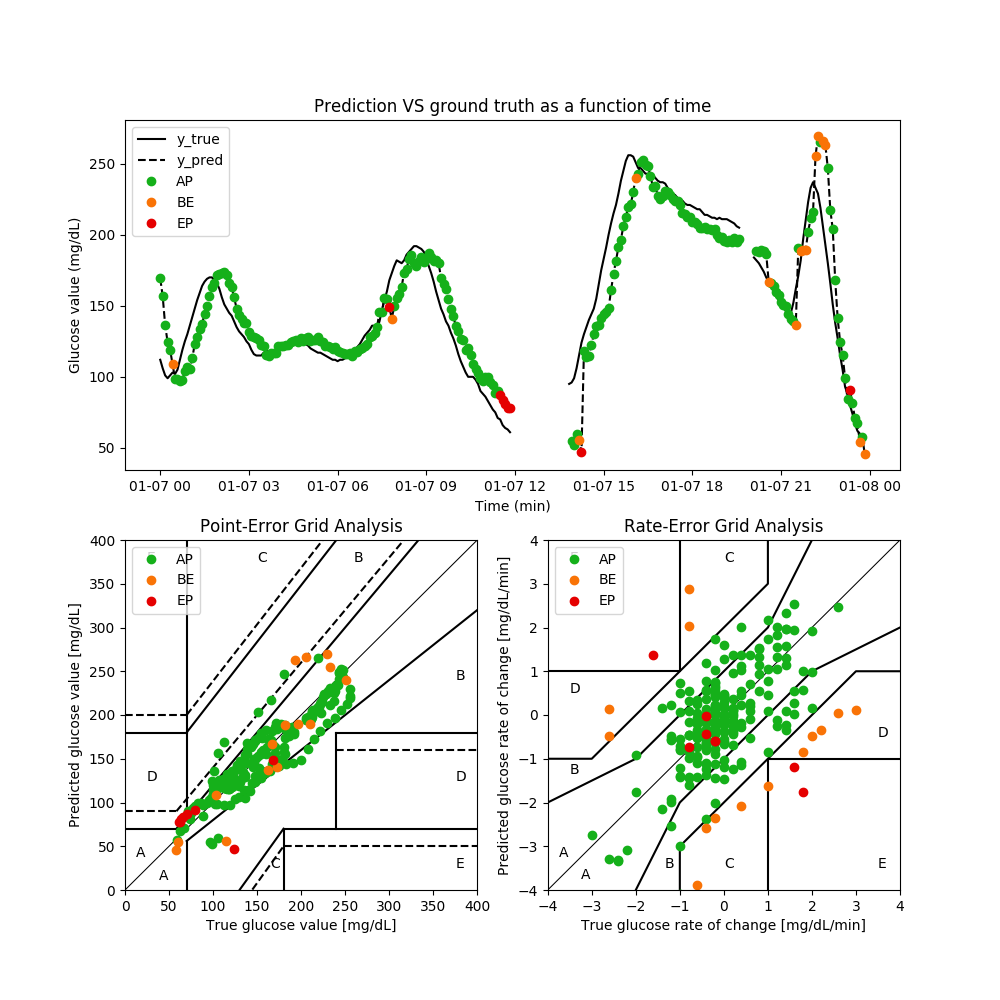 Prediction VS ground truth as a function of time
y_true
y_pred
AP
BE
EP
Glucose value (mg/dL)
250
200
150
100
50
01-07 00 01-07 03 01-07 06 01-07 09 01-07 12 01-07 15 01-07 18 01-07 21 01-08 00
Time (min)
Point-Error Grid Analysis
AP
BE
EP
C
B
B
D
D
A
A
C
E
Predicted glucose value [mg/dL]
400
350
300
250
200
150
100
50
0
0 50 100 150 200 250 300 350 400
True glucose value [mg/dL]
Rate-Error Grid Analysis
AP
BE
EP
C
D
D
B
A
A
B
C
E
Predicted glucose rate of change [mg/dL/min]
4
3
2
1
0
−1
−2
−3
−4
−4 −3 −2 −1 0 1 2 3 4
True glucose rate of change [mg/dL/min]